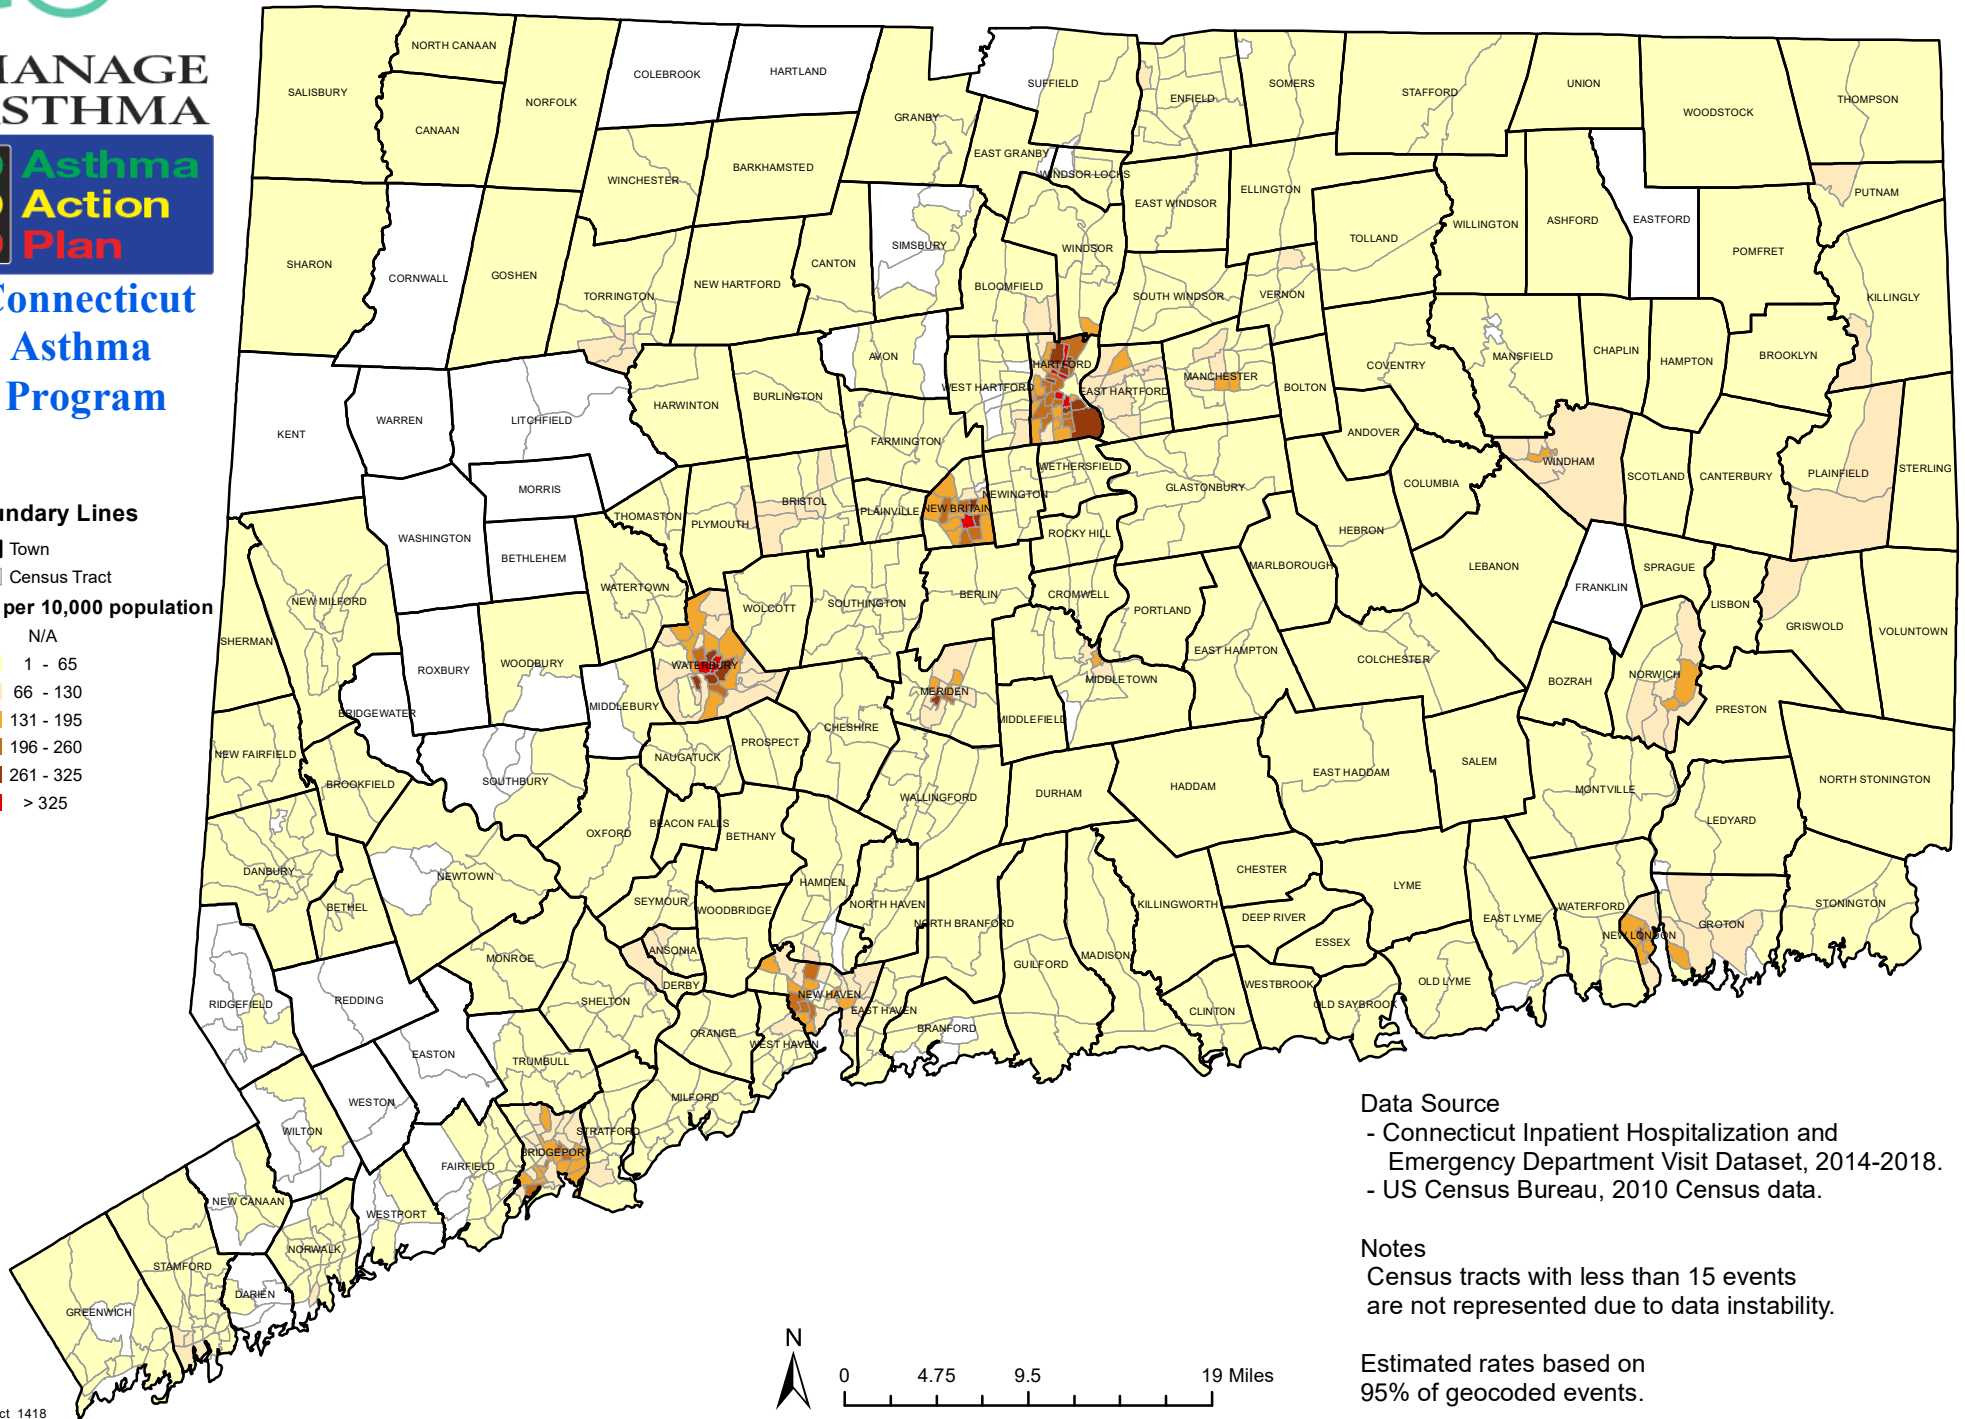 MANAGE
ASTHMA
Asthma
Action
Plan
Connecticut
Asthma
Program
Boundary Lines
Town
Census Tract
per 10,000 population
N/A
1 - 65
66 - 130
131 - 195
196 - 260
261 - 325
> 325
NORTH CANAAN
COLEBROOK
HARTLAND
SALISBURY
CANAAN
NORFOLK
GRANBY
SUFFIELD
ENFIELD
SOMERS
STAFFORD
UNION
WOODSTOCK
THOMPSON
EAST GRANBY
WINDSOR LOCKS
WINCHESTER
BARKHAMSTED
EAST WINDSOR
ELLINGTON
WILLINGTON
ASHFORD
EASTFORD
PUTNAM
SHARON
CORNWALL
GOSHEN
TORRINGTON
NEW HARTFORD
CANTON
SIMSBURY
BLOOMFIELD
WINDSOR
SOUTH WINDSOR
VERNON
TOLLAND
POMFRET
KILLINGLY
AVON
WEST HARTFORD
HARTFORD
EAST HARTFORD
MANCHESTER
BOLTON
COVENTRY
MANSFIELD
CHAPLIN
HAMPTON
BROOKLYN
KENT
WARREN
LITCHFIELD
HARWINTON
BURLINGTON
FARMINGTON
ANDOVER
MORRIS
WETHERSFIELD
GLASTONBURY
COLUMBIA
WINDHAM
SCOTLAND
CANTERBURY
PLAINFIELD
STERLING
WASHINGTON
BETHLEHEM
THOMASTON
PLYMOUTH
BRISTOL
PLAINVILLE
NEW BRITAIN
NEWINGTON
ROCKY HILL
HEBRON
MARLBOROUGH
LEBANON
FRANKLIN
SPRAGUE
LISBON
GRISWOLD
VOLUNTOWN
NEW MILFORD
SHERMAN
WATERTOWN
WOLCOTT
SOUTHINGTON
BERLIN
CROMWELL
PORTLAND
EAST HAMPTON
COLCHESTER
ROXBURY
WOODBURY
WATERBURY
MERIDEN
MIDDLETOWN
BOZRAH
NORWICH
PRESTON
BRIDGEWATER
MIDDLEBURY
CHESHIRE
MIDDLEFIELD
NEW FAIRFIELD
BROOKFIELD
SOUTHBURY
NAUGATUCK
PROSPECT
WALLINGFORD
DURHAM
HADDAM
EAST HADDAM
SALEM
MONTVILLE
NORTH STONINGTON
LEDYARD
OXFORD
BEACON FALLS
BETHANY
DANBURY
BETHEL
NEWTOWN
SEYMOUR
WOODBRIDGE
HAMDEN
NORTH HAVEN
NORTH BRANFORD
KILLINGWORTH
CHESTER
DEEP RIVER
ESSEX
LYME
EAST LYME
WATERFORD
NEW LONDON
GROTON
STONINGTON
MONROE
ANSONIA
DERBY
GUILFORD
MADISON
CLINTON
WESTBROOK
OLD SAYBROOK
OLD LYME
RIDGEFIELD
REDDING
SHELTON
ORANGE
NEW HAVEN
WEST HAVEN
EAST HAVEN
BRANFORD
EASTON
TRUMBULL
MILFORD
WESTON
WILTON
STRATFORD
BRIDGEPORT
FAIRFIELD
NEW CANAAN
WESTPORT
NORWALK
STAMFORD
DARIEN
GREENWICH
Data Source
- Connecticut Inpatient Hospitalization and
Emergency Department Visit Dataset, 2014-2018.
- US Census Bureau, 2010 Census data.
Notes
Census tracts with less than 15 events
are not represented due to data instability.
Estimated rates based on
95% of geocoded events.
N
0 4.75 9.5 19 Miles
ct 1418